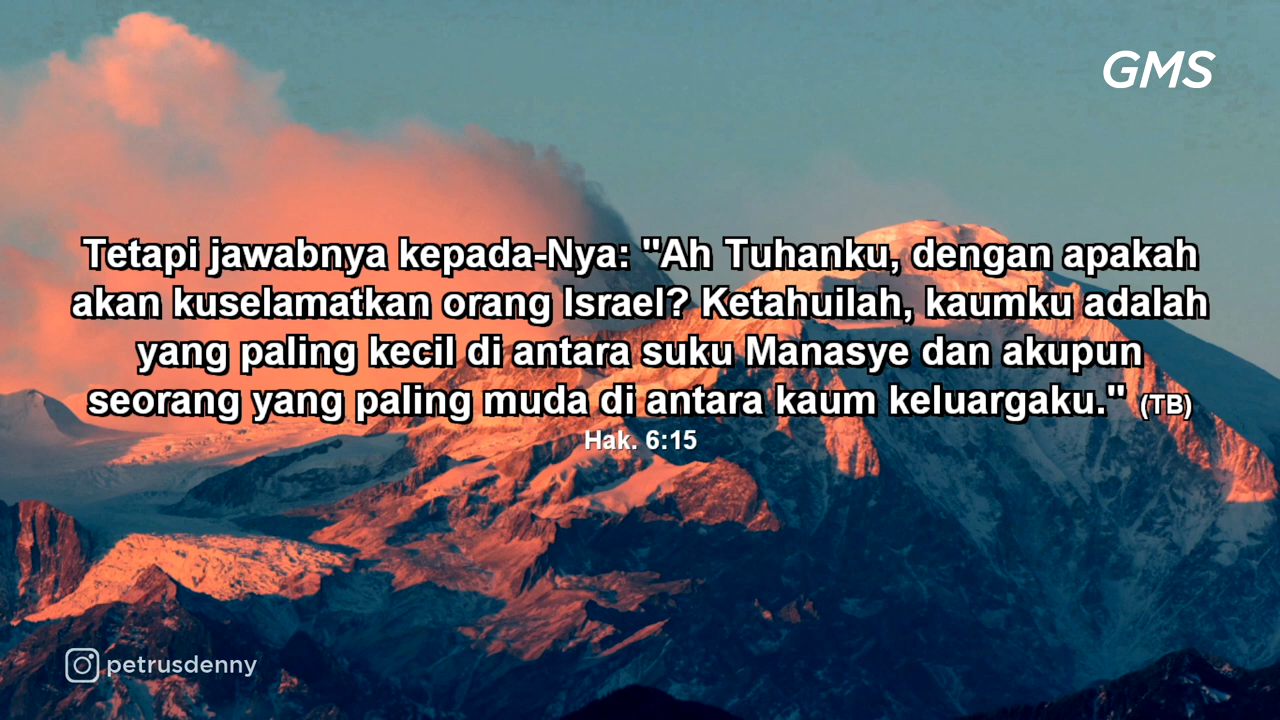 GMS
Tetapi jawabnya kepada-Nya: "Ah Tuhanku, dengan apakah
akan kuselamatkan orang Israel? Ketahuilah, kaumku adalah
yang paling kecil di antara suku Manasye dan akupun
seorang yang paling muda di antara kaum keluargaku." (TB)
Hak. 6:15
petrusdenny